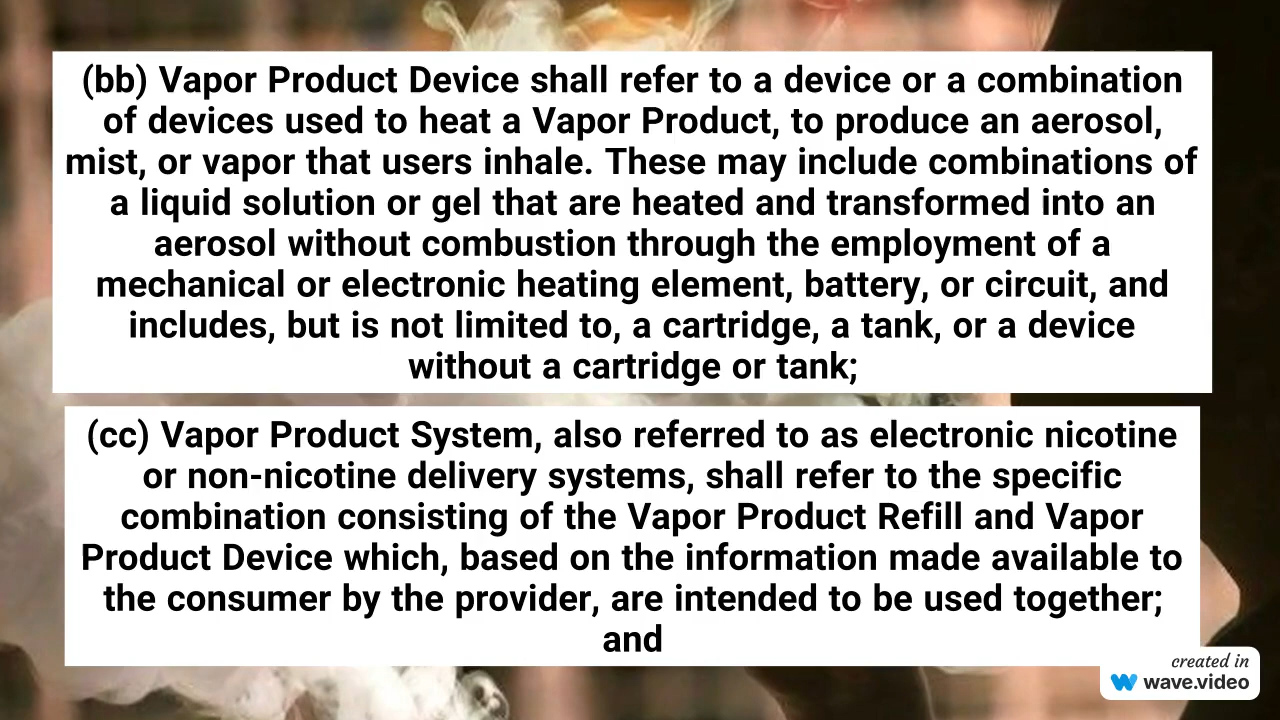 (bb) Vapor Product Device shall refer to a device or a combination
of devices used to heat a Vapor Product, to produce an aerosol,
mist, or vapor that users inhale. These may include combinations of
a liquid solution or gel that are heated and transformed into an
aerosol without combustion through the employment of a
mechanical or electronic heating element, battery, or circuit, and
includes, but is not limited to, a cartridge, a tank, or a device
without a cartridge or tank;
(cc) Vapor Product System, also referred to as electronic nicotine
or non-nicotine delivery systems, shall refer to the specific
combination consisting of the Vapor Product Refill and Vapor
Product Device which, based on the information made available to
the consumer by the provider, are intended to be used together;
and
created in
wave.video